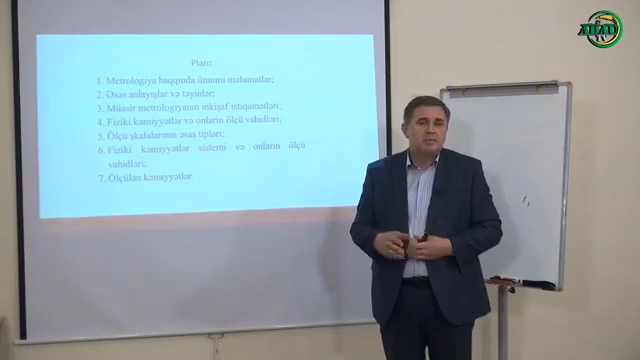 ADAU
Plan:
1. Metrologiya haqqında ümumi məlumatlar;
2. Əsas anlayışlar və təyinlər;
3. Müasir metrologiyanın inkişaf istiqamətləri;
4. Fiziki kəmiyyətlər və onların ölçü vahidləri;
5. Ölçü şkalalarının əsas tipləri;
6. Fiziki kəmiyyətlər sistemi və onların ölçü
vahidləri;
7. Ölçülən kəmiyyətlər.